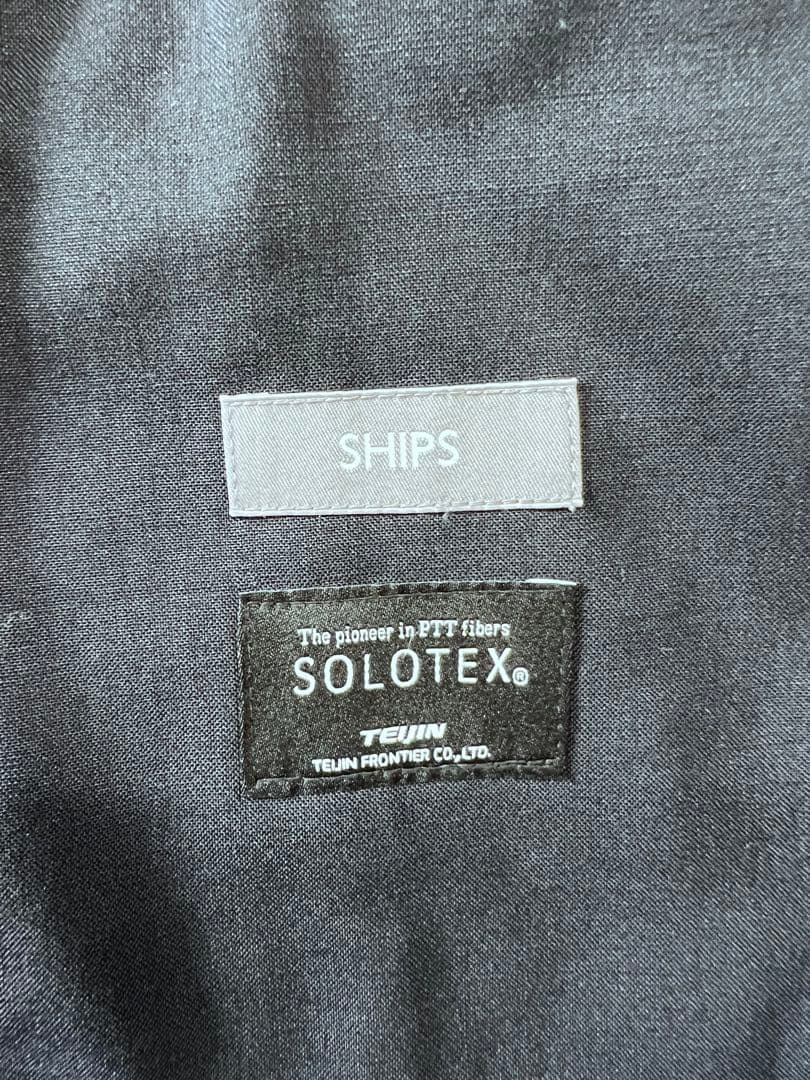 SHIPS
The pioneer in PTT fibers
SOLOTEX®
TEIJIN
TEIJIN FRONTIER CO.,LTD.